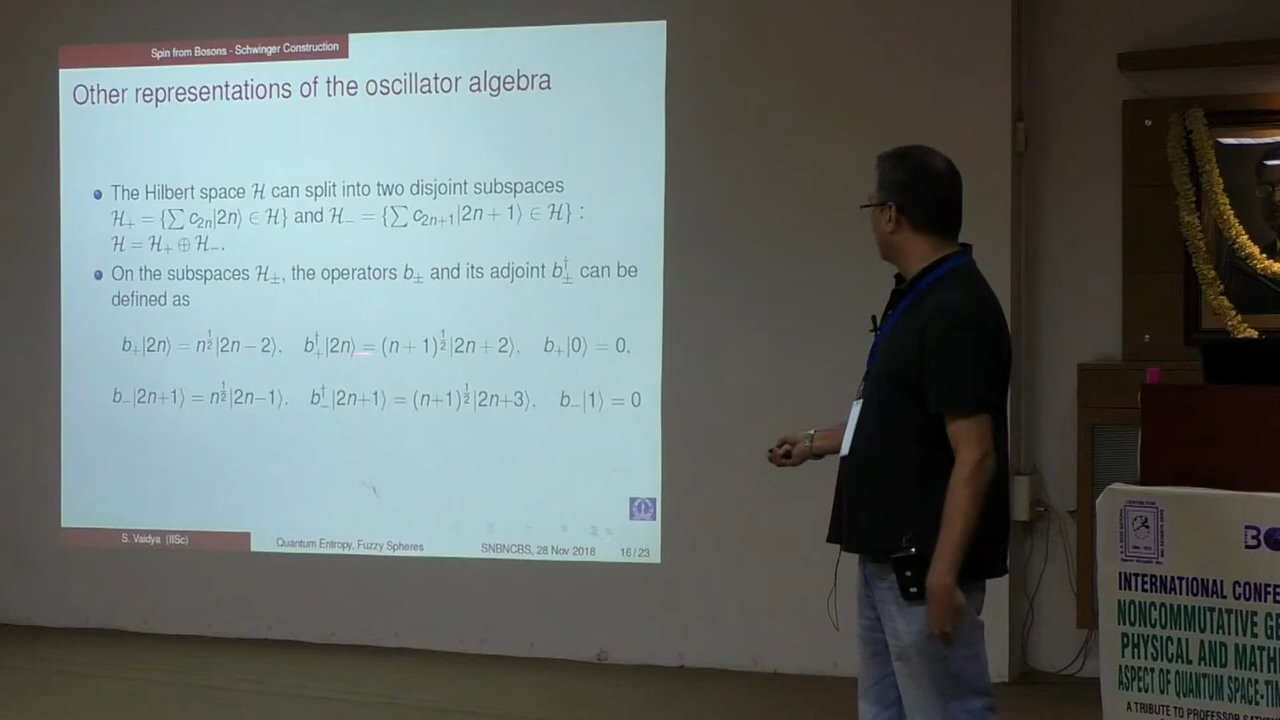 Spin from Bosons - Schwinger Construction
Other representations of the oscillator algebra
The Hilbert space ℋ can split into two disjoint subspaces
ℋ₊ = {∑ c₂ₙ|2n⟩ ∈ ℋ} and ℋ₋ = {∑ c₂ₙ₊₁|2n + 1⟩ ∈ ℋ} :
ℋ = ℋ₊ ⊕ ℋ₋.
On the subspaces ℋ±, the operators b± and its adjoint b±† can be
defined as
b₊|2n⟩ = n^½|2n − 2⟩, b₊†|2n⟩ = (n + 1)^½|2n + 2⟩, b₊|0⟩ = 0,
b₋|2n+1⟩ = n^½|2n−1⟩, b₋†|2n+1⟩ = (n+1)^½|2n+3⟩, b₋|1⟩ = 0
S. Vaidya (IISc) Quantum Entropy, Fuzzy Spheres SNBNCBS, 28 Nov 2018 16/23
INTERNATIONAL CONFE
NONCOMMUTATIVE GE
PHYSICAL AND MATH
ASPECT OF QUANTUM SPACE-TI
A TRIBUTE TO PROFESSOR